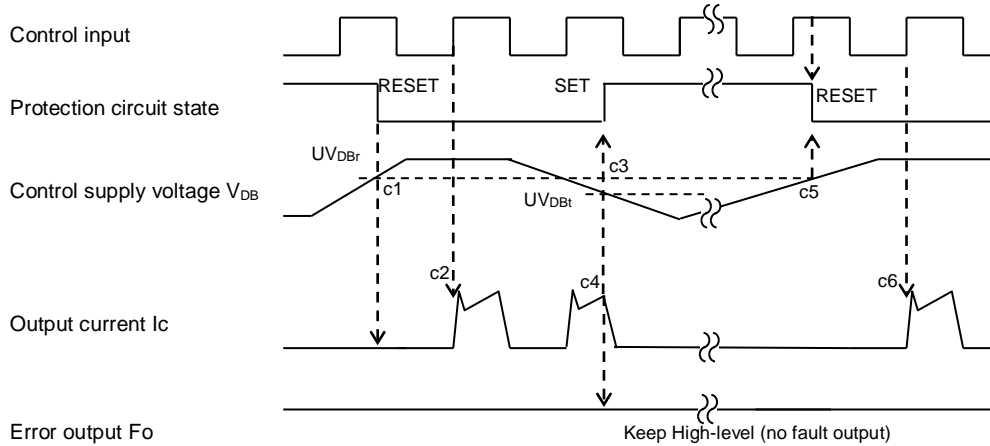 Control input
RESET
SET
Protection circuit state
RESET
UVDBr
c3
c1
Control supply voltage VDB
c5
UVDBt
c2
c4
c6
Output current Ic
Error output Fo
Keep High-level (no fault output)